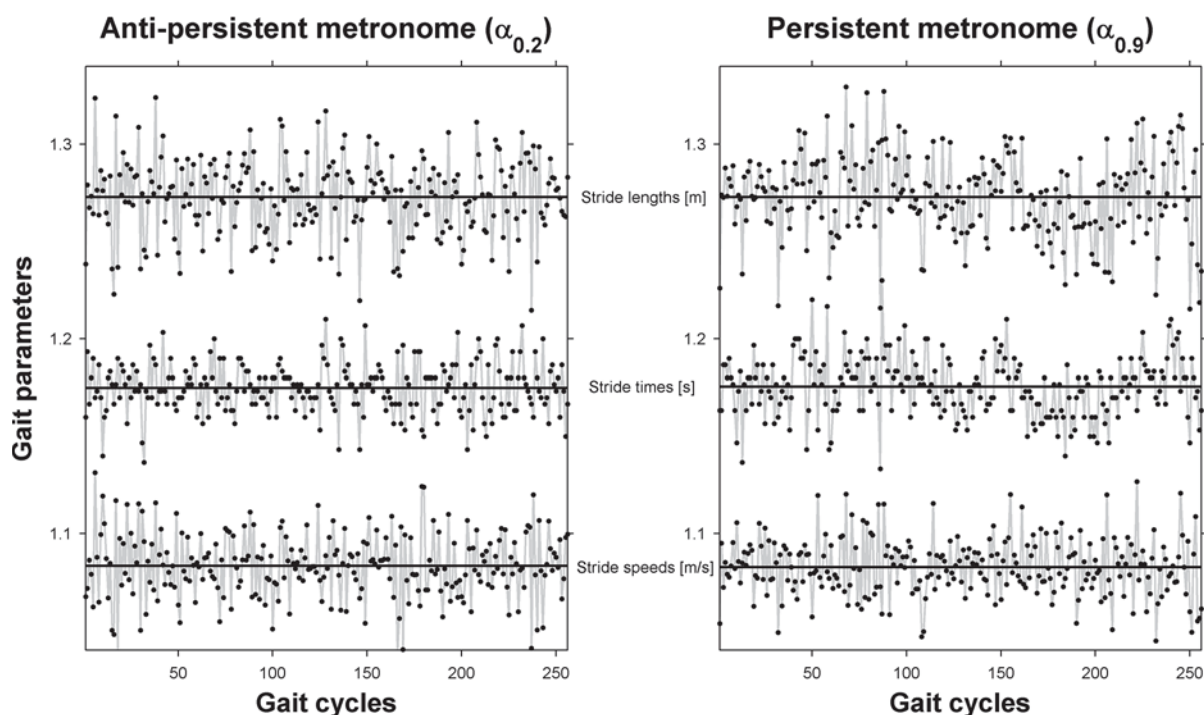 Anti-persistent metronome (α0.2)
Persistent metronome (α0.9)
Gait parameters
1.3
1.2
1.1
1.3
1.2
1.1
Stride lengths [m]
Stride times [s]
Stride speeds [m/s]
50
100
150
200
250
50
100
150
200
250
Gait cycles
Gait cycles